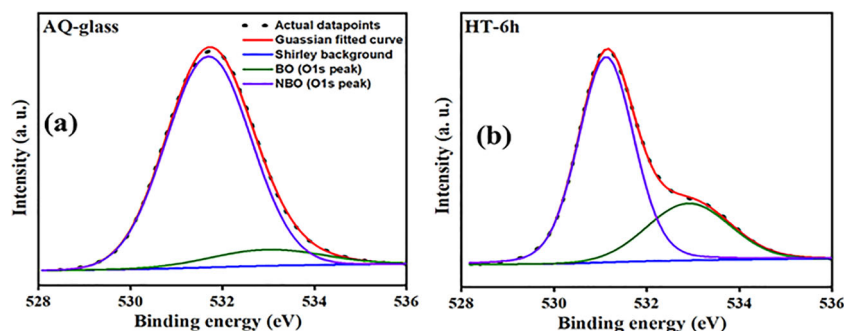 AQ-glass
Actual datapoints
Guassian fitted curve
Shirley background
BO (O1s peak)
NBO (O1s peak)
(a)
Intensity (a. u.)
528 530 532 534 536
Binding energy (eV)
HT-6h
(b)
Intensity (a. u.)
528 530 532 534 536
Binding energy (eV)